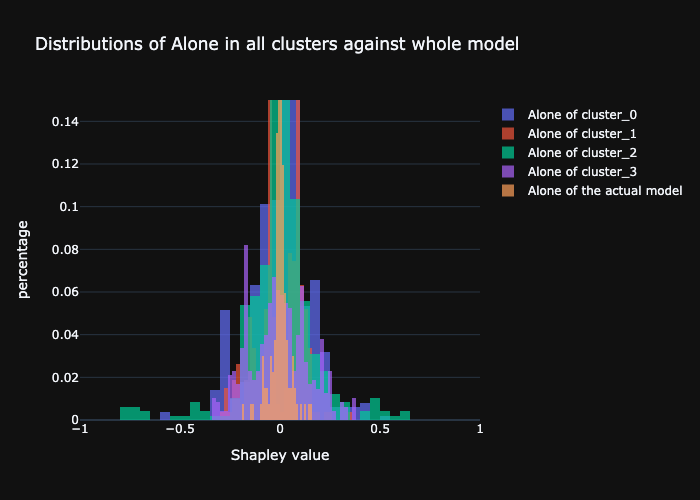 Distributions of Alone in all clusters against whole model
Alone of cluster_0
Alone of cluster_1
Alone of cluster_2
Alone of cluster_3
Alone of the actual model
percentage
0.14
0.12
0.1
0.08
0.06
0.04
0.02
0
−1
−0.5
0
0.5
1
Shapley value